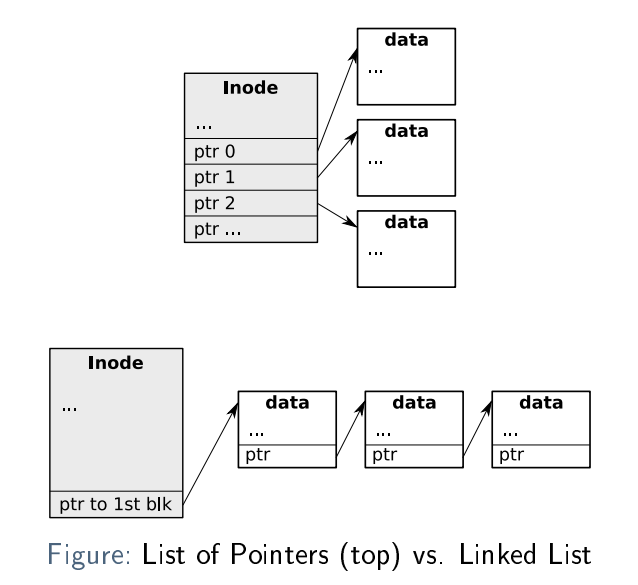 data
...
Inode
...
ptr 0
ptr 1
ptr 2
ptr ...
data
...
data
...
Inode
...
ptr to 1st blk
data
...
ptr
data
...
ptr
data
...
ptr
Figure: List of Pointers (top) vs. Linked List